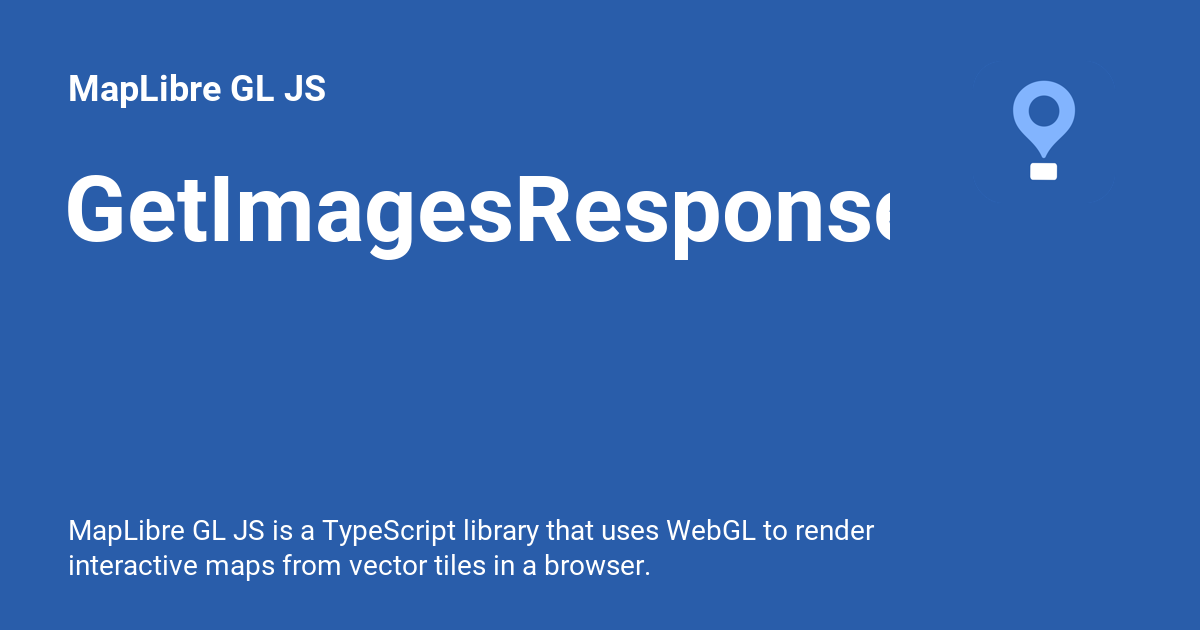 MapLibre GL JS
GetImagesResponse
MapLibre GL JS is a TypeScript library that uses WebGL to render
interactive maps from vector tiles in a browser.